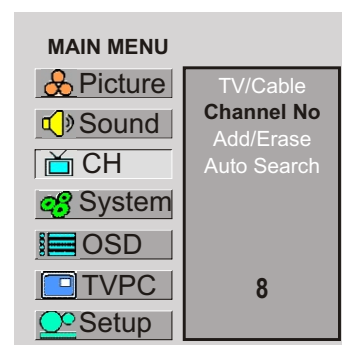 MAIN MENU
Picture
Sound
CH
System
OSD
TVPC
Setup
TV/Cable
Channel No
Add/Erase
Auto Search
8